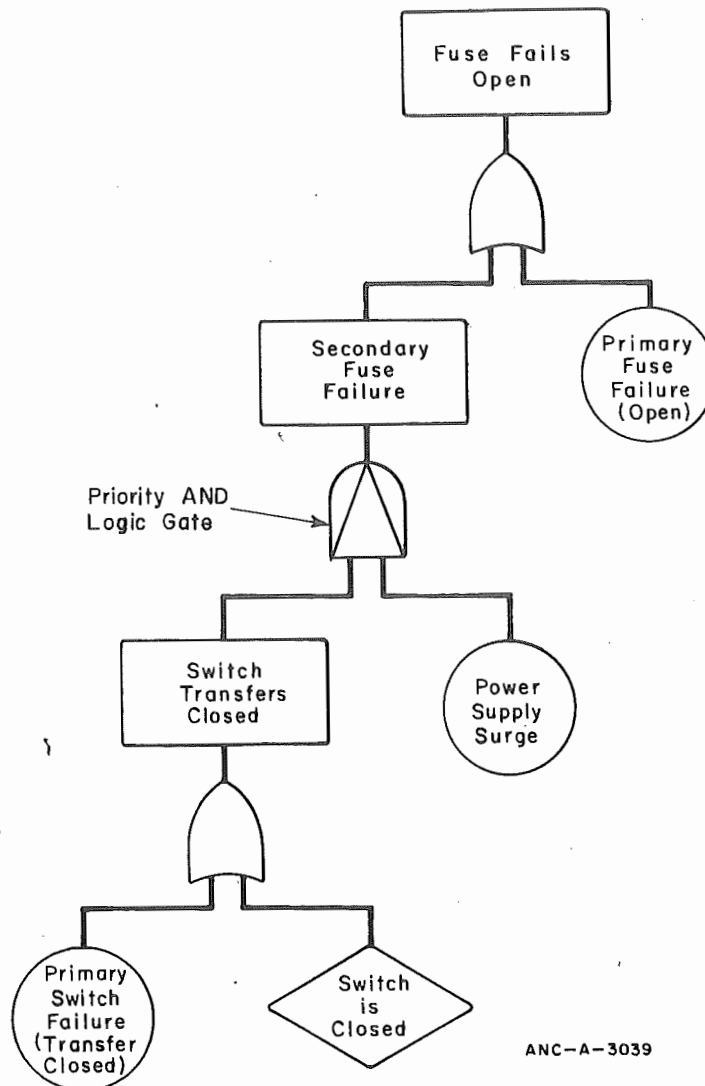 Fuse Fails
Open
Secondary
Fuse
Failure
Primary
Fuse
Failure
(Open)
Priority AND
Logic Gate
Switch
Transfers
Closed
Power
Supply
Surge
Primary
Switch
Failure
(Transfer
Closed)
Switch
is
Closed
ANC-A-3039